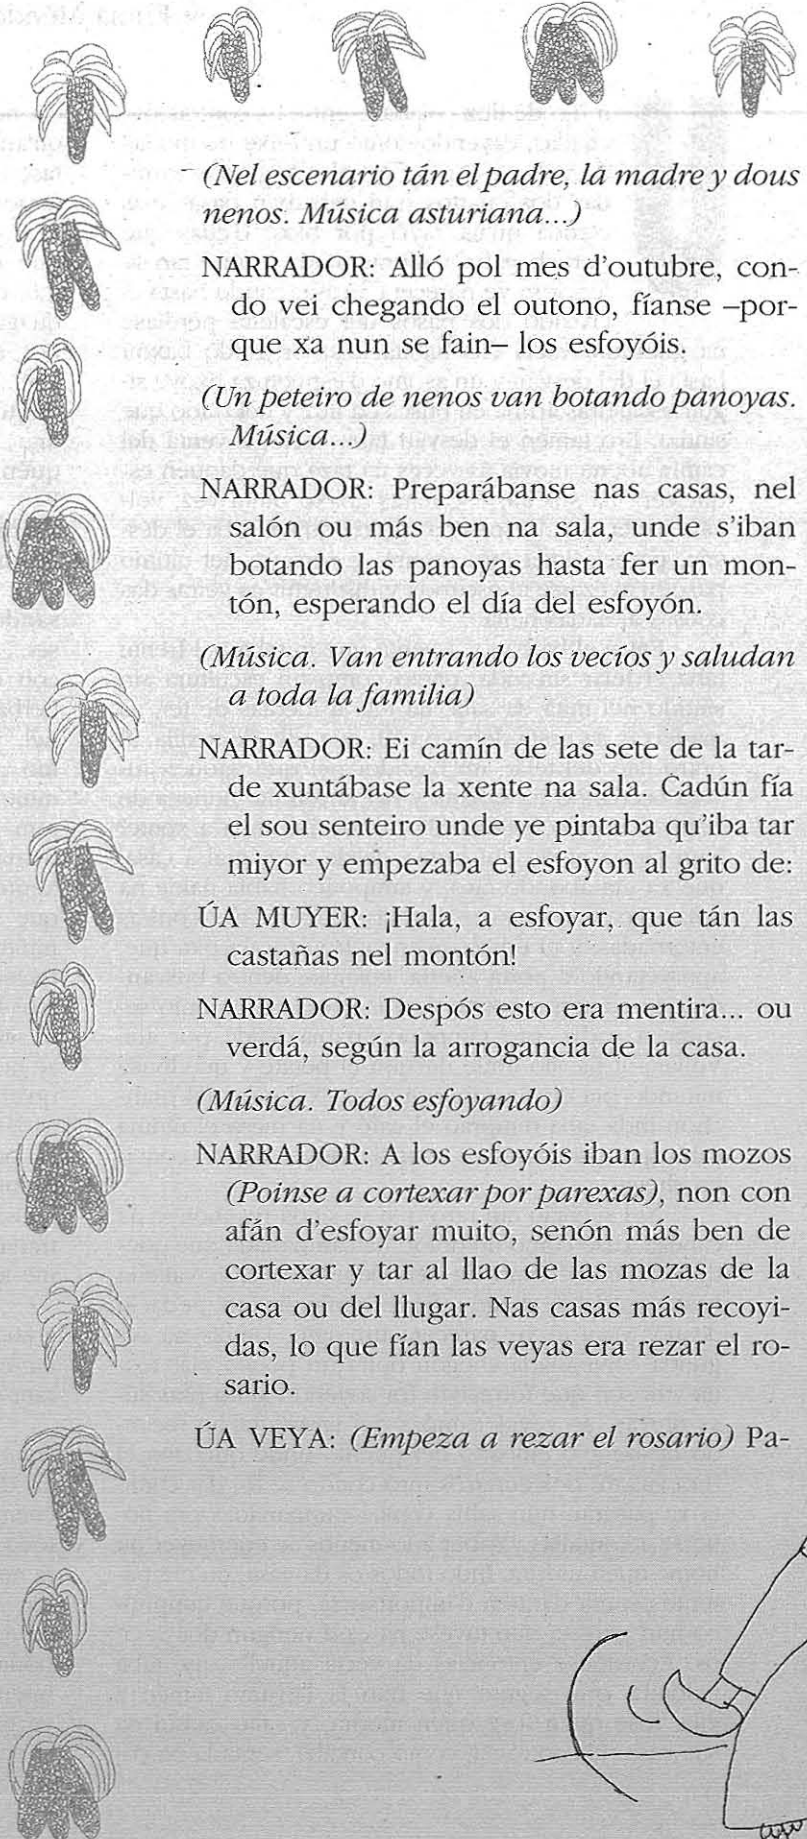 (Nel escenario tán el padre, la madre y dous
nenos. Música asturiana...)
NARRADOR: Alló pol mes d'outubre, con-
do vei chegando el outono, fíanse –por-
que xa nun se fain– los esfoyóis.
(Un peteiro de nenos van botando panoyas.
Música...)
NARRADOR: Preparábanse nas casas, nel
salón ou más ben na sala, unde s'iban
botando las panoyas hasta fer un mon-
tón, esperando el día del esfoyón.
(Música. Van entrando los vecíos y saludan
a toda la familia)
NARRADOR: Ei camín de las sete de la tar-
de xuntábase la xente na sala. Cadún fía
el sou senteiro unde ye pintaba qu'iba tar
miyor y empezaba el esfoyon al grito de:
ÚA MUYER: ¡Hala, a esfoyar, que tán las
castañas nel montón!
NARRADOR: Despós esto era mentira... ou
verdá, según la arrogancia de la casa.
(Música. Todos esfoyando)
NARRADOR: A los esfoyóis iban los mozos
(Poinse a cortexar por parexas), non con
afán d'esfoyar muito, senón más ben de
cortexar y tar al llao de las mozas de la
casa ou del llugar. Nas casas más recoyi-
das, lo que fían las veyas era rezar el ro-
sario.
ÚA VEYA: (Empeza a rezar el rosario) Pa-